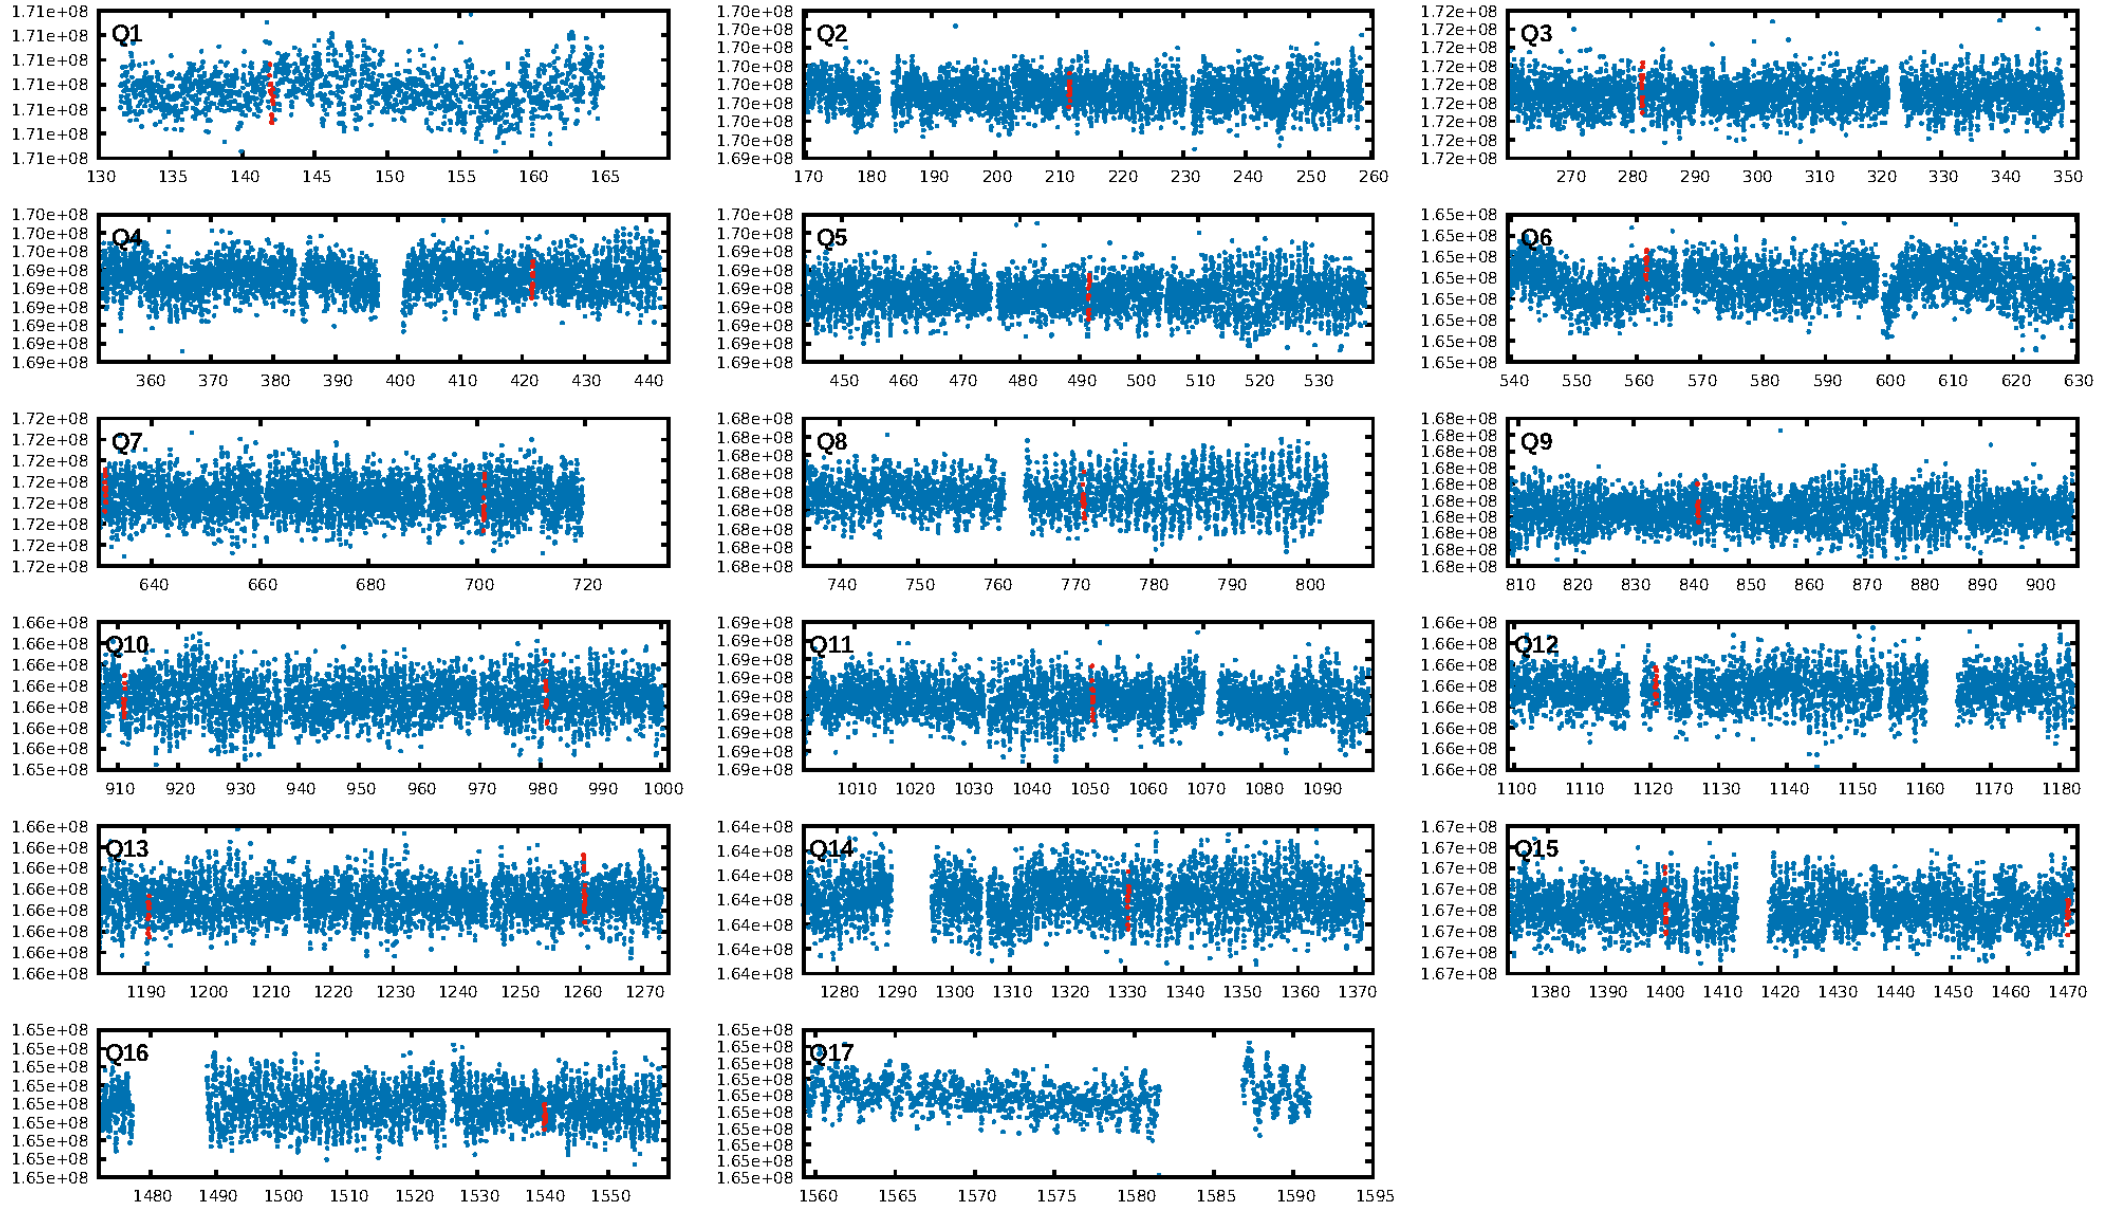 1.71e+08
1.71e+08
1.71e+08
1.71e+08
1.71e+08
1.71e+08
1.71e+08
Q1
130 135 140 145 150 155 160 165
1.70e+08
1.70e+08
1.70e+08
1.70e+08
1.70e+08
1.70e+08
1.70e+08
1.70e+08
1.69e+08
Q2
170 180 190 200 210 220 230 240 250 260
1.72e+08
1.72e+08
1.72e+08
1.72e+08
1.72e+08
1.72e+08
1.72e+08
1.72e+08
1.72e+08
Q3
270 280 290 300 310 320 330 340 350
1.70e+08
1.70e+08
1.70e+08
1.69e+08
1.69e+08
1.69e+08
1.69e+08
1.69e+08
1.69e+08
Q4
360 370 380 390 400 410 420 430 440
1.70e+08
1.70e+08
1.69e+08
1.69e+08
1.69e+08
1.69e+08
1.69e+08
1.69e+08
1.69e+08
Q5
450 460 470 480 490 500 510 520 530
1.65e+08
1.65e+08
1.65e+08
1.65e+08
1.65e+08
1.65e+08
1.65e+08
1.65e+08
Q6
540 550 560 570 580 590 600 610 620 630
1.72e+08
1.72e+08
1.72e+08
1.72e+08
1.72e+08
1.72e+08
1.72e+08
1.72e+08
Q7
640 660 680 700 720
1.68e+08
1.68e+08
1.68e+08
1.68e+08
1.68e+08
1.68e+08
1.68e+08
1.68e+08
1.68e+08
Q8
740 750 760 770 780 790 800
1.68e+08
1.68e+08
1.68e+08
1.68e+08
1.68e+08
1.68e+08
1.68e+08
1.68e+08
1.68e+08
1.68e+08
Q9
810 820 830 840 850 860 870 880 890 900
1.66e+08
1.66e+08
1.66e+08
1.66e+08
1.66e+08
1.66e+08
1.66e+08
1.65e+08
Q10
910 920 930 940 950 960 970 980 990 1000
1.69e+08
1.69e+08
1.69e+08
1.69e+08
1.69e+08
1.69e+08
1.69e+08
1.69e+08
1.69e+08
Q11
1010 1020 1030 1040 1050 1060 1070 1080 1090
1.66e+08
1.66e+08
1.66e+08
1.66e+08
1.66e+08
1.66e+08
1.66e+08
1.66e+08
Q12
1100 1110 1120 1130 1140 1150 1160 1170 1180
1.66e+08
1.66e+08
1.66e+08
1.66e+08
1.66e+08
1.66e+08
1.66e+08
1.66e+08
Q13
1190 1200 1210 1220 1230 1240 1250 1260 1270
1.64e+08
1.64e+08
1.64e+08
1.64e+08
1.64e+08
1.64e+08
1.64e+08
Q14
1280 1290 1300 1310 1320 1330 1340 1350 1360 1370
1.67e+08
1.67e+08
1.67e+08
1.67e+08
1.67e+08
1.67e+08
1.67e+08
1.67e+08
Q15
1380 1390 1400 1410 1420 1430 1440 1450 1460 1470
1.65e+08
1.65e+08
1.65e+08
1.65e+08
1.65e+08
1.65e+08
1.65e+08
1.65e+08
1.65e+08
Q16
1480 1490 1500 1510 1520 1530 1540 1550
1.65e+08
1.65e+08
1.65e+08
1.65e+08
1.65e+08
1.65e+08
1.65e+08
1.65e+08
1.65e+08
1.65e+08
Q17
1560 1565 1570 1575 1580 1585 1590 1595